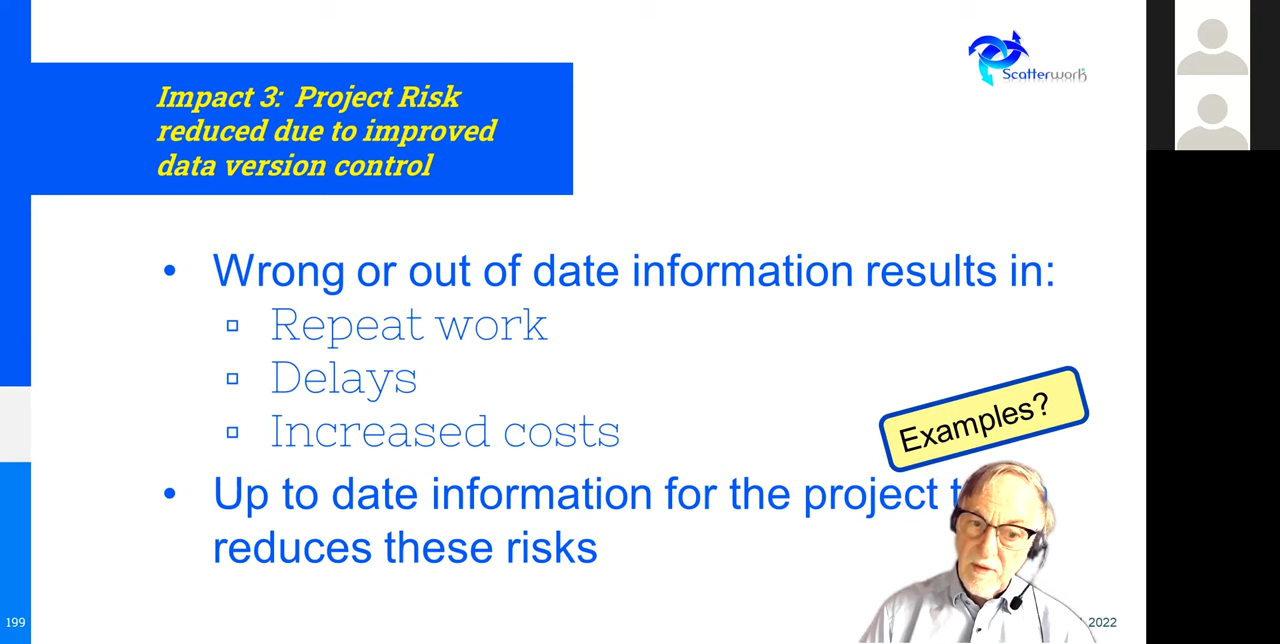 Scatterwork
Impact 3: Project Risk
reduced due to improved
data version control
• Wrong or out of date information results in:
▫ Repeat work
▫ Delays
▫ Increased costs
Examples?
• Up to date information for the project
reduces these risks
199
2022